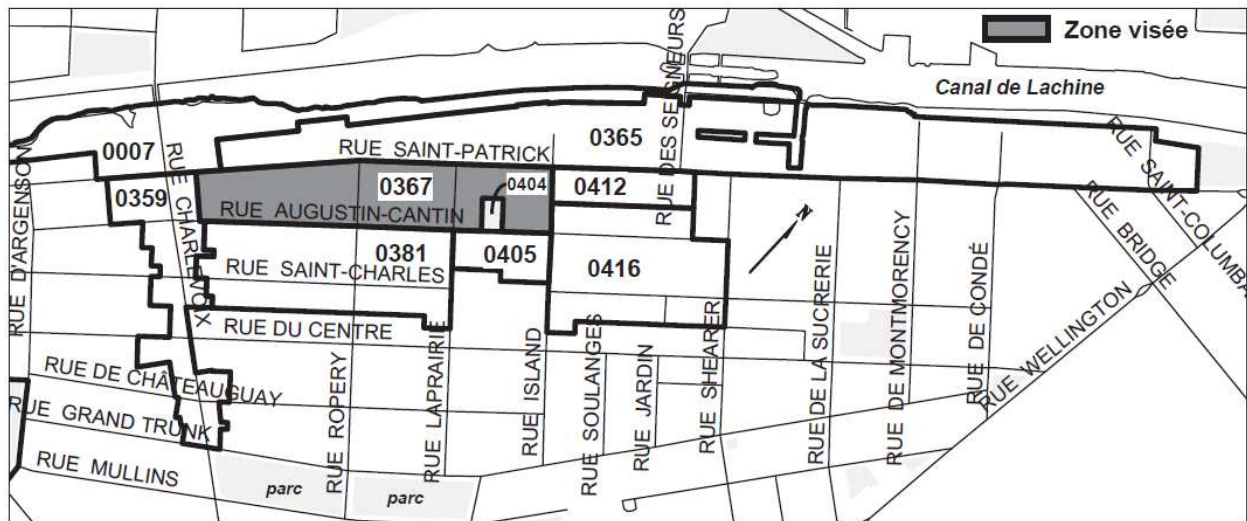 Zone visée
Canal de Lachine
RUE DES SEIGNEURS
0007
RUE SAINT-PATRICK
0365
RUE SAINT-COLUMBA
0359
RUE CHARLEVOIX
0367
0404
0412
RUE D'ARGENSON
RUE AUGUSTIN-CANTIN
N
0381
0405
0416
RUE SAINT-CHARLES
RUE BRIDGE
RUE DU CENTRE
RUE DE CHÂTEAUGUAY
RUE GRAND TRUNK
RUE MULLINS
RUE ROPERY
RUE LAPRAIRIE
RUE ISLAND
RUE SOULANGES
RUE JARDIN
RUE SHEARER
RUE DE LA SUCRERIE
RUE DE MONTMORENCY
RUE DE CONDÉ
RUE WELLINGTON
parc
parc